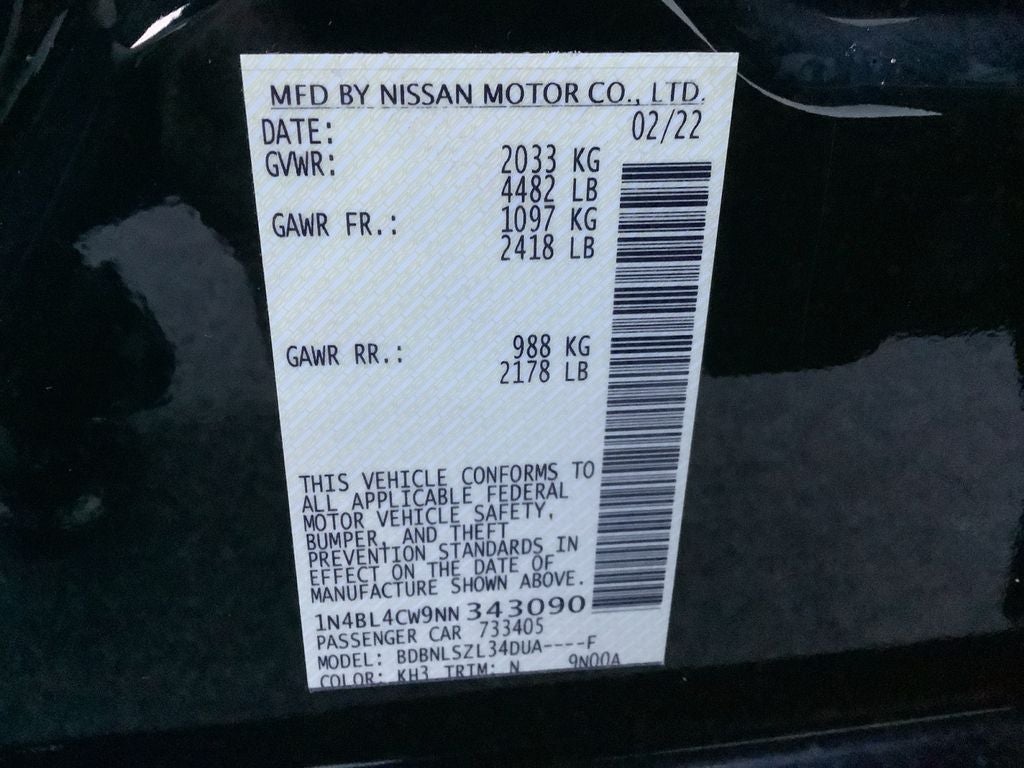 MFD BY NISSAN MOTOR CO., LTD.
DATE: 02/22
GVWR: 2033 KG
4482 LB
GAWR FR.: 1097 KG
2418 LB
GAWR RR.: 988 KG
2178 LB
THIS VEHICLE CONFORMS TO
ALL APPLICABLE FEDERAL
MOTOR VEHICLE SAFETY,
BUMPER, AND THEFT
PREVENTION STANDARDS IN
EFFECT ON THE DATE OF
MANUFACTURE SHOWN ABOVE.
1N4BL4CW9NN343090
PASSENGER CAR 733405
MODEL: BDBNLSZL34DUA----F
COLOR: KH3 TRIM: N 9N00A